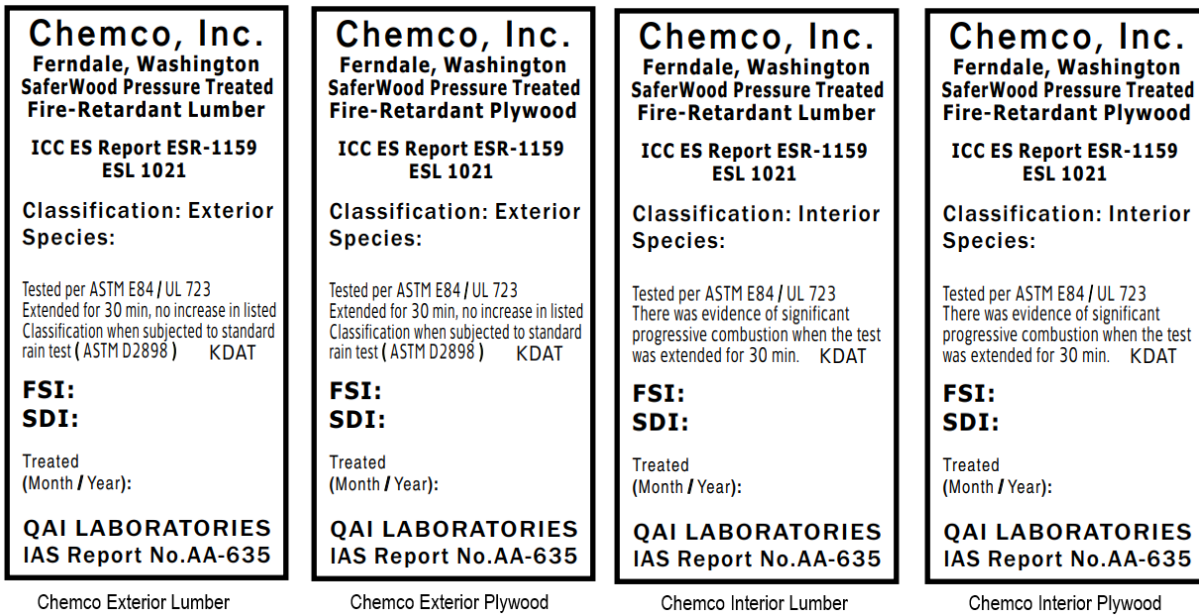 Chemco, Inc.
Ferndale, Washington
SaferWood Pressure Treated
Fire-Retardant Lumber
ICC ES Report ESR-1159
ESL 1021
Classification: Exterior
Species:
Tested per ASTM E84 / UL 723
Extended for 30 min, no increase in listed
Classification when subjected to standard
rain test ( ASTM D2898 ) KDAT
FSI:
SDI:
Treated
(Month / Year):
QAI LABORATORIES
IAS Report No.AA-635
Chemco Exterior Lumber
Chemco, Inc.
Ferndale, Washington
SaferWood Pressure Treated
Fire-Retardant Plywood
ICC ES Report ESR-1159
ESL 1021
Classification: Exterior
Species:
Tested per ASTM E84 / UL 723
Extended for 30 min, no increase in listed
Classification when subjected to standard
rain test ( ASTM D2898 ) KDAT
FSI:
SDI:
Treated
(Month / Year):
QAI LABORATORIES
IAS Report No.AA-635
Chemco Exterior Plywood
Chemco, Inc.
Ferndale, Washington
SaferWood Pressure Treated
Fire-Retardant Lumber
ICC ES Report ESR-1159
ESL 1021
Classification: Interior
Species:
Tested per ASTM E84 / UL 723
There was evidence of significant
progressive combustion when the test
was extended for 30 min. KDAT
FSI:
SDI:
Treated
(Month / Year):
QAI LABORATORIES
IAS Report No.AA-635
Chemco Interior Lumber
Chemco, Inc.
Ferndale, Washington
SaferWood Pressure Treated
Fire-Retardant Plywood
ICC ES Report ESR-1159
ESL 1021
Classification: Interior
Species:
Tested per ASTM E84 / UL 723
There was evidence of significant
progressive combustion when the test
was extended for 30 min. KDAT
FSI:
SDI:
Treated
(Month / Year):
QAI LABORATORIES
IAS Report No.AA-635
Chemco Interior Plywood